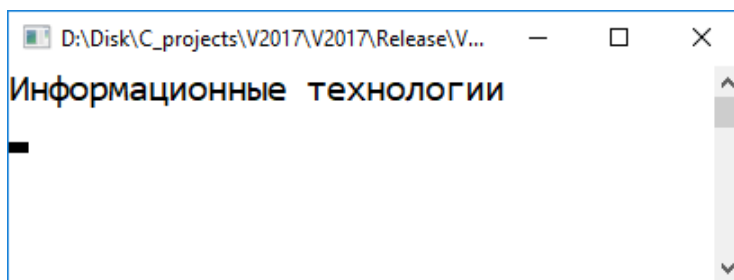 D:\Disk\C_projects\V2017\V2017\Release\V...
Информационные технологии